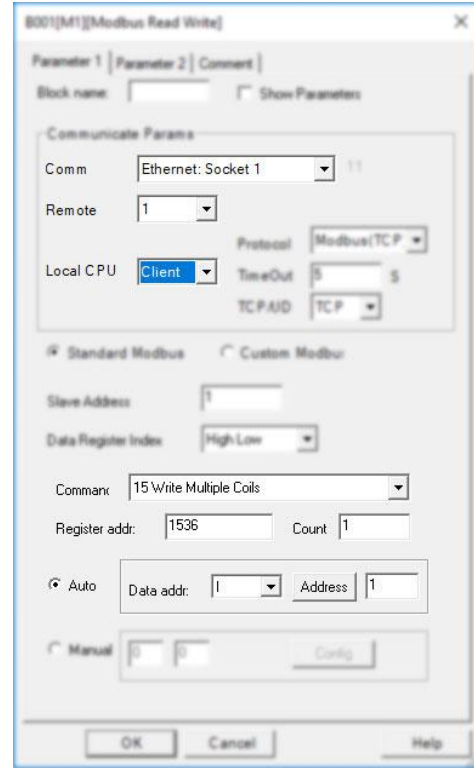 B001[M1][Modbus Read Write]
Parameter 1 Parameter 2 Comment
Block name: Show Parameters
Communicate Params
Comm Ethernet: Socket 1 11
Remote 1
Protocol Modbus(TCP
Local CPU Client TimeOut 5 S
TCP/UD TCP
Standard Modbus Custom Modbu
Slave Address 1
Data Register Index High Low
Comman 15 Write Multiple Coils
Register addr: 1536 Count 1
Auto Data addr: I Address 1
Manual 0 0 Config
OK Cancel Help